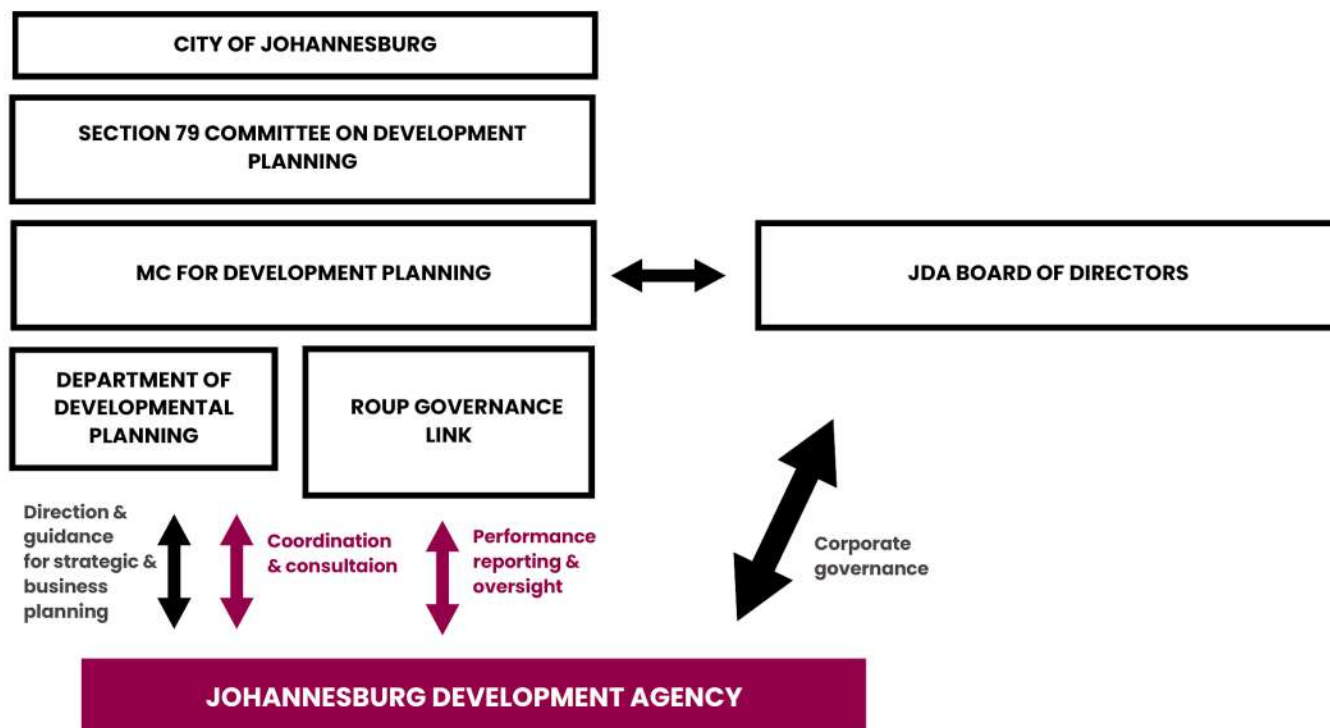 CITY OF JOHANNESBURG
SECTION 79 COMMITTEE ON DEVELOPMENT
PLANNING
MC FOR DEVELOPMENT PLANNING
JDA BOARD OF DIRECTORS
DEPARTMENT OF
DEVELOPMENTAL
PLANNING
ROUP GOVERNANCE
LINK
Direction &
guidance
for strategic &
business
planning
Coordination
& consultaion
Performance
reporting &
oversight
Corporate
governance
JOHANNESBURG DEVELOPMENT AGENCY